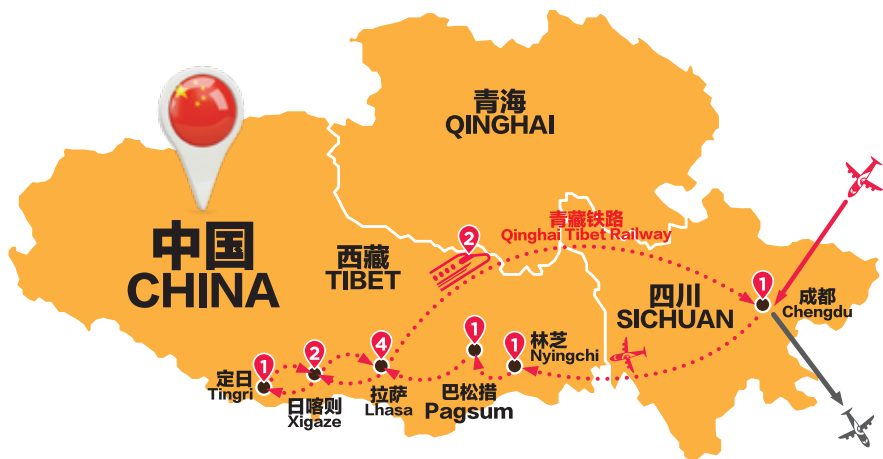 青海
QINGHAI
中国
CHINA
西藏
TIBET
2
青藏铁路
Qinghai Tibet Railway
四川
SICHUAN
1
成都
Chengdu
定日
Tingri
1
2
日喀则
Xigaze
4
拉萨
Lhasa
1
巴松措
Pagsum
1
林芝
Nyingchi